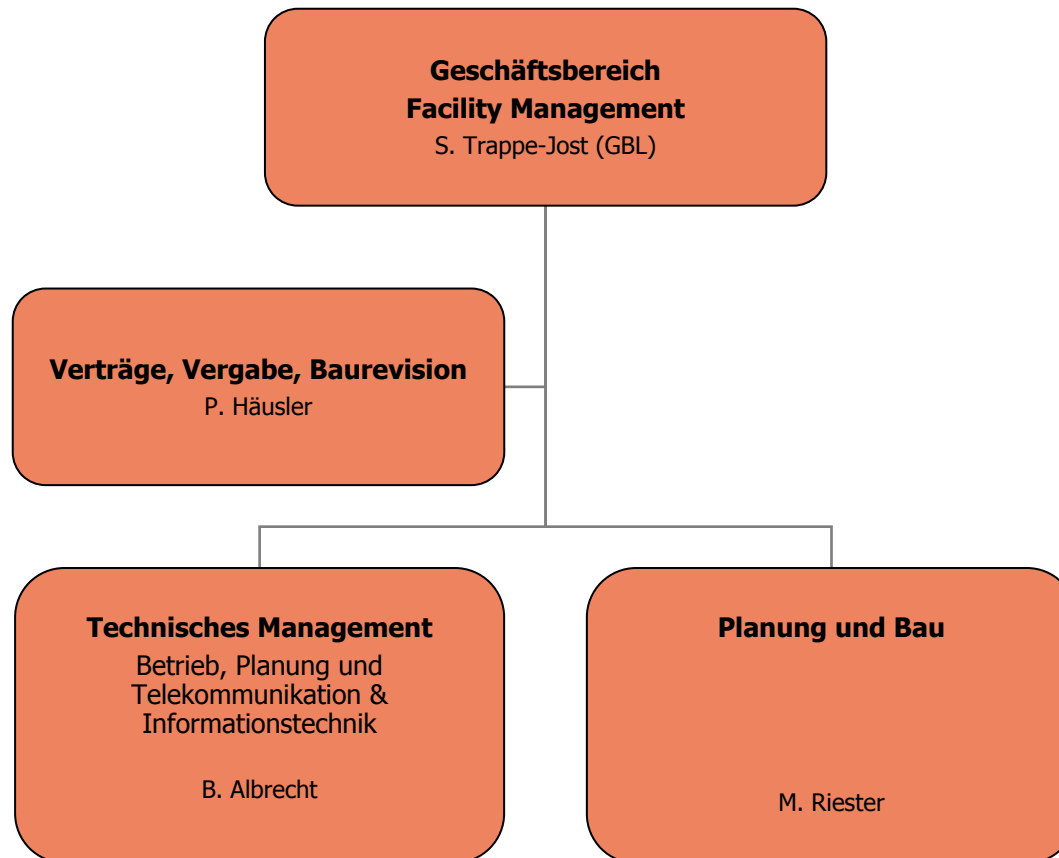 Geschäftsbereich
Facility Management
S. Trappe-Jost (GBL)
Verträge, Vergabe, Baurevision
P. Häusler
Technisches Management
Betrieb, Planung und
Telekommunikation &
Informationstechnik
B. Albrecht
Planung und Bau
M. Riester